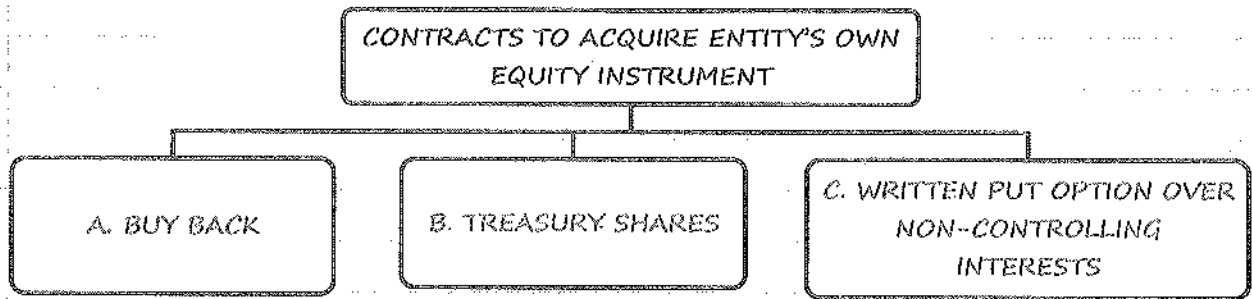 CONTRACTS TO ACQUIRE ENTITY'S OWN
EQUITY INSTRUMENT
A. BUY BACK
B. TREASURY SHARES
C. WRITTEN PUT OPTION OVER
NON-CONTROLLING
INTERESTS